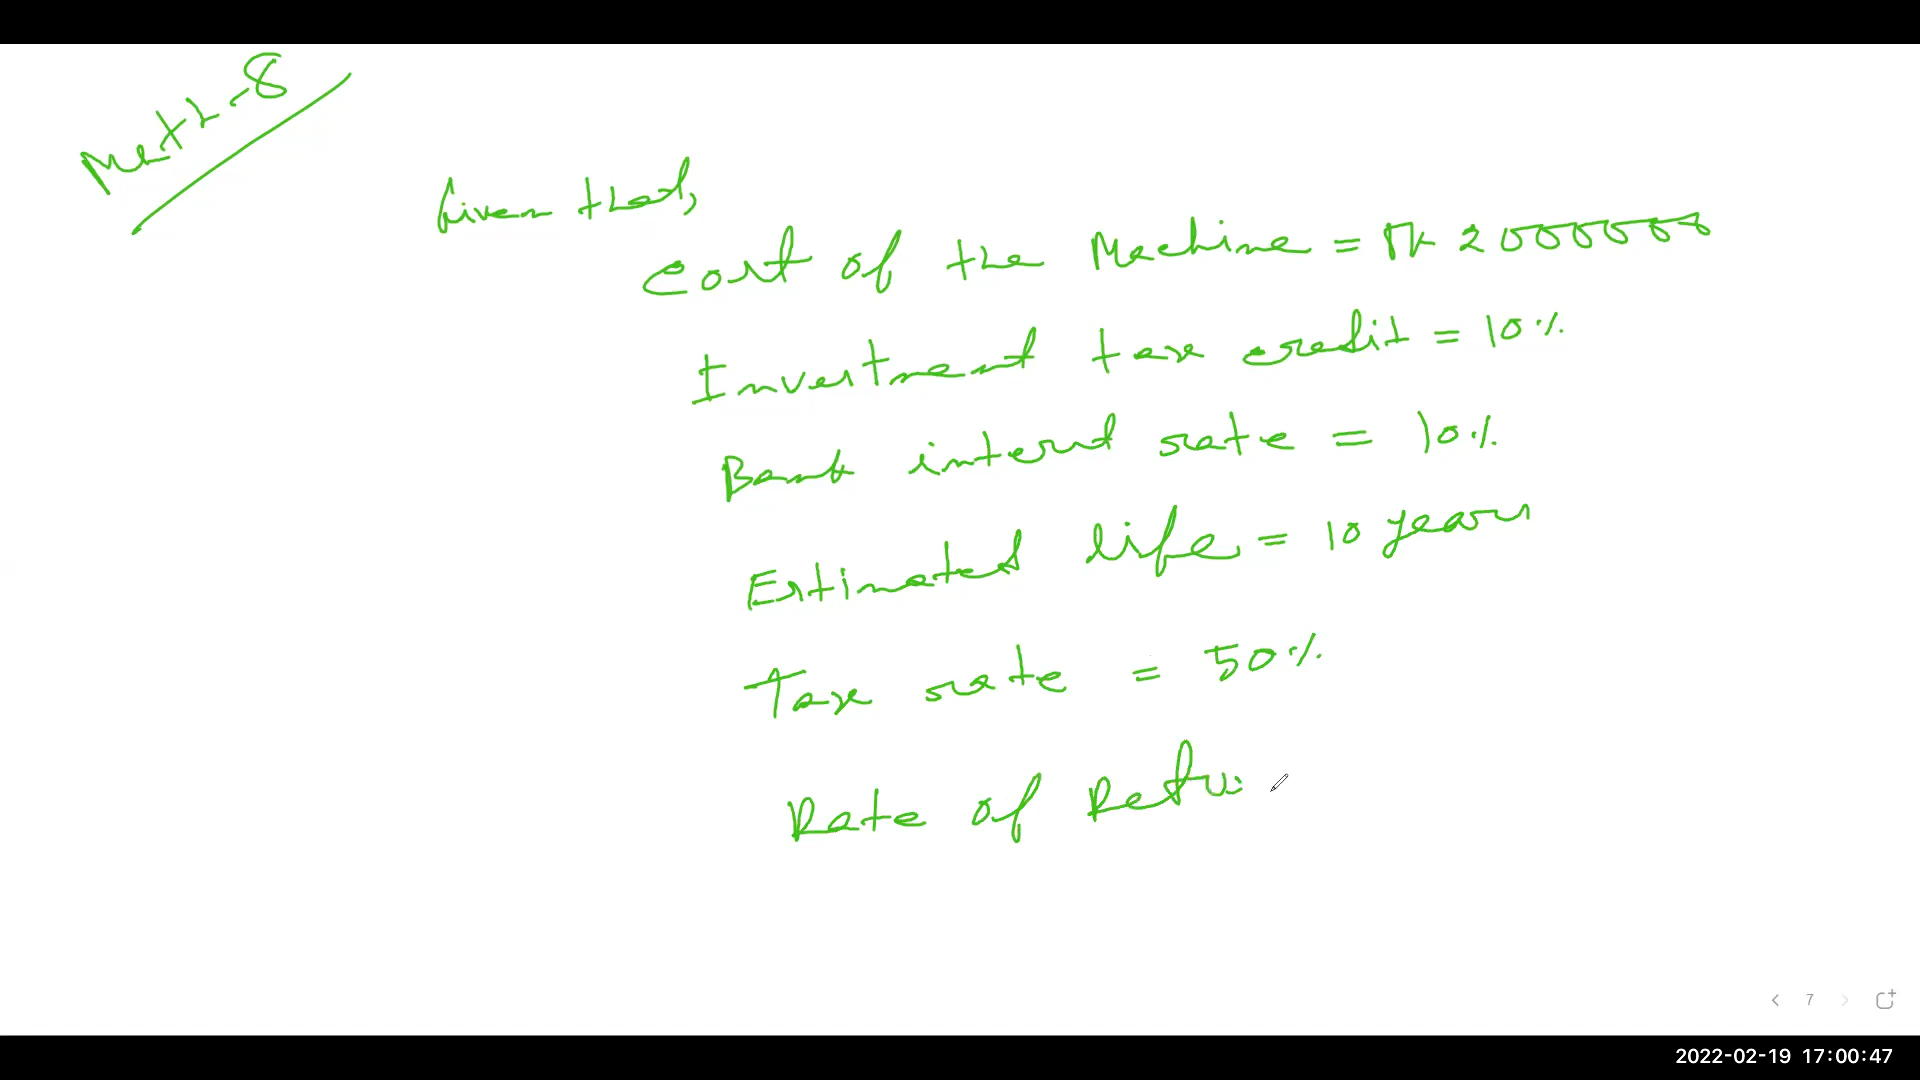 Math-8
Given that,
Cost of the Machine = Tk 2000000
Investment tax credit = 10%
Bank interest rate = 10%
Estimated life = 10 years
Tax rate = 50%
Rate of Retu
7
2022-02-19 17:00:47